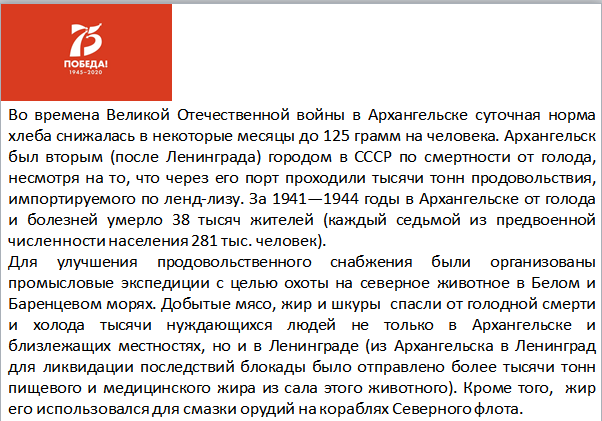 75
ПОБЕДА!
1945–2020
Во времена Великой Отечественной войны в Архангельске суточная норма
хлеба снижалась в некоторые месяцы до 125 грамм на человека. Архангельск
был вторым (после Ленинграда) городом в СССР по смертности от голода,
несмотря на то, что через его порт проходили тысячи тонн продовольствия,
импортируемого по ленд-лизу. За 1941—1944 годы в Архангельске от голода
и болезней умерло 38 тысяч жителей (каждый седьмой из предвоенной
численности населения 281 тыс. человек).
Для улучшения продовольственного снабжения были организованы
промысловые экспедиции с целью охоты на северное животное в Белом и
Баренцевом морях. Добытые мясо, жир и шкуры спасли от голодной смерти
и холода тысячи нуждающихся людей не только в Архангельске и
близлежащих местностях, но и в Ленинграде (из Архангельска в Ленинград
для ликвидации последствий блокады было отправлено более тысячи тонн
пищевого и медицинского жира из сала этого животного). Кроме того, жир
его использовался для смазки орудий на кораблях Северного флота.